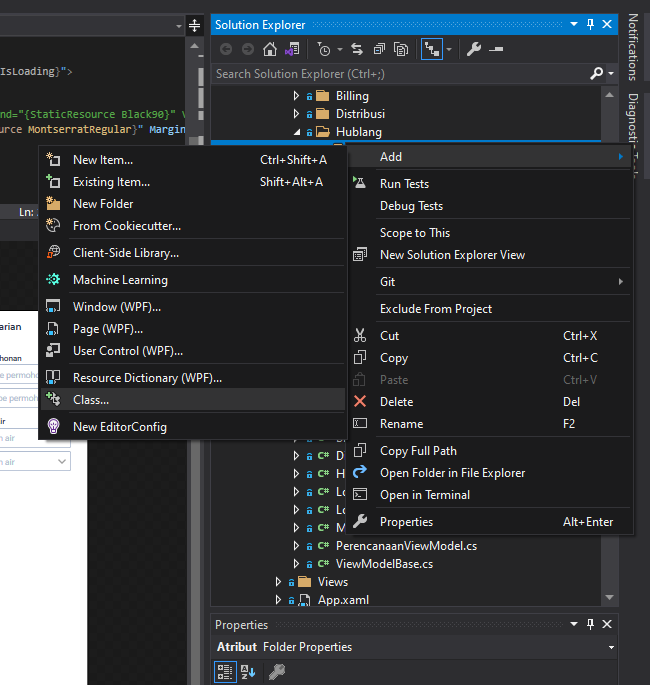 Solution Explorer
Notifications
Search Solution Explorer (Ctrl+;)
IsLoading}">
Diagnostic
Billing
Distribusi
Hublang
nd="{StaticResource Black90}"
urce MontserratRegular}" Margin
Add
New Item... Ctrl+Shift+A
Existing Item... Shift+Alt+A
New Folder
From Cookiecutter...
Client-Side Library...
Machine Learning
Window (WPF)...
Page (WPF)...
User Control (WPF)...
Resource Dictionary (WPF)...
Class...
New EditorConfig
Run Tests
Debug Tests
Scope to This
New Solution Explorer View
Git
Exclude From Project
Cut Ctrl+X
Copy Ctrl+C
Paste Ctrl+V
Delete Del
Rename F2
Copy Full Path
Open Folder in File Explorer
Open in Terminal
Properties Alt+Enter
Ln:
arian
honan
pe permoh
pe permoh
ir
n air
n air
C# D
C# H
C# Lo
C# Lo
C# M
C# PerencanaanViewModel.cs
C# ViewModelBase.cs
Views
App.xaml
Properties
Atribut Folder Properties